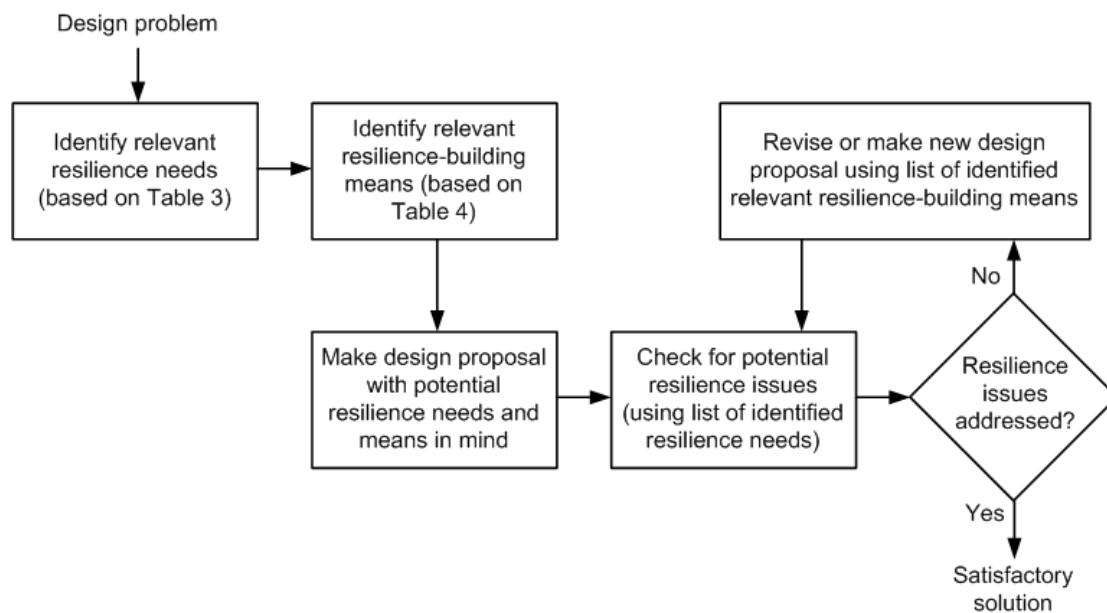 Design problem
Identify relevant
resilience needs
(based on Table 3)
Identify relevant
resilience-building
means (based on
Table 4)
Make design proposal
with potential
resilience needs and
means in mind
Check for potential
resilience issues
(using list of identified
resilience needs)
Resilience
issues
addressed?
No
Revise or make new design
proposal using list of identified
relevant resilience-building means
Yes
Satisfactory
solution